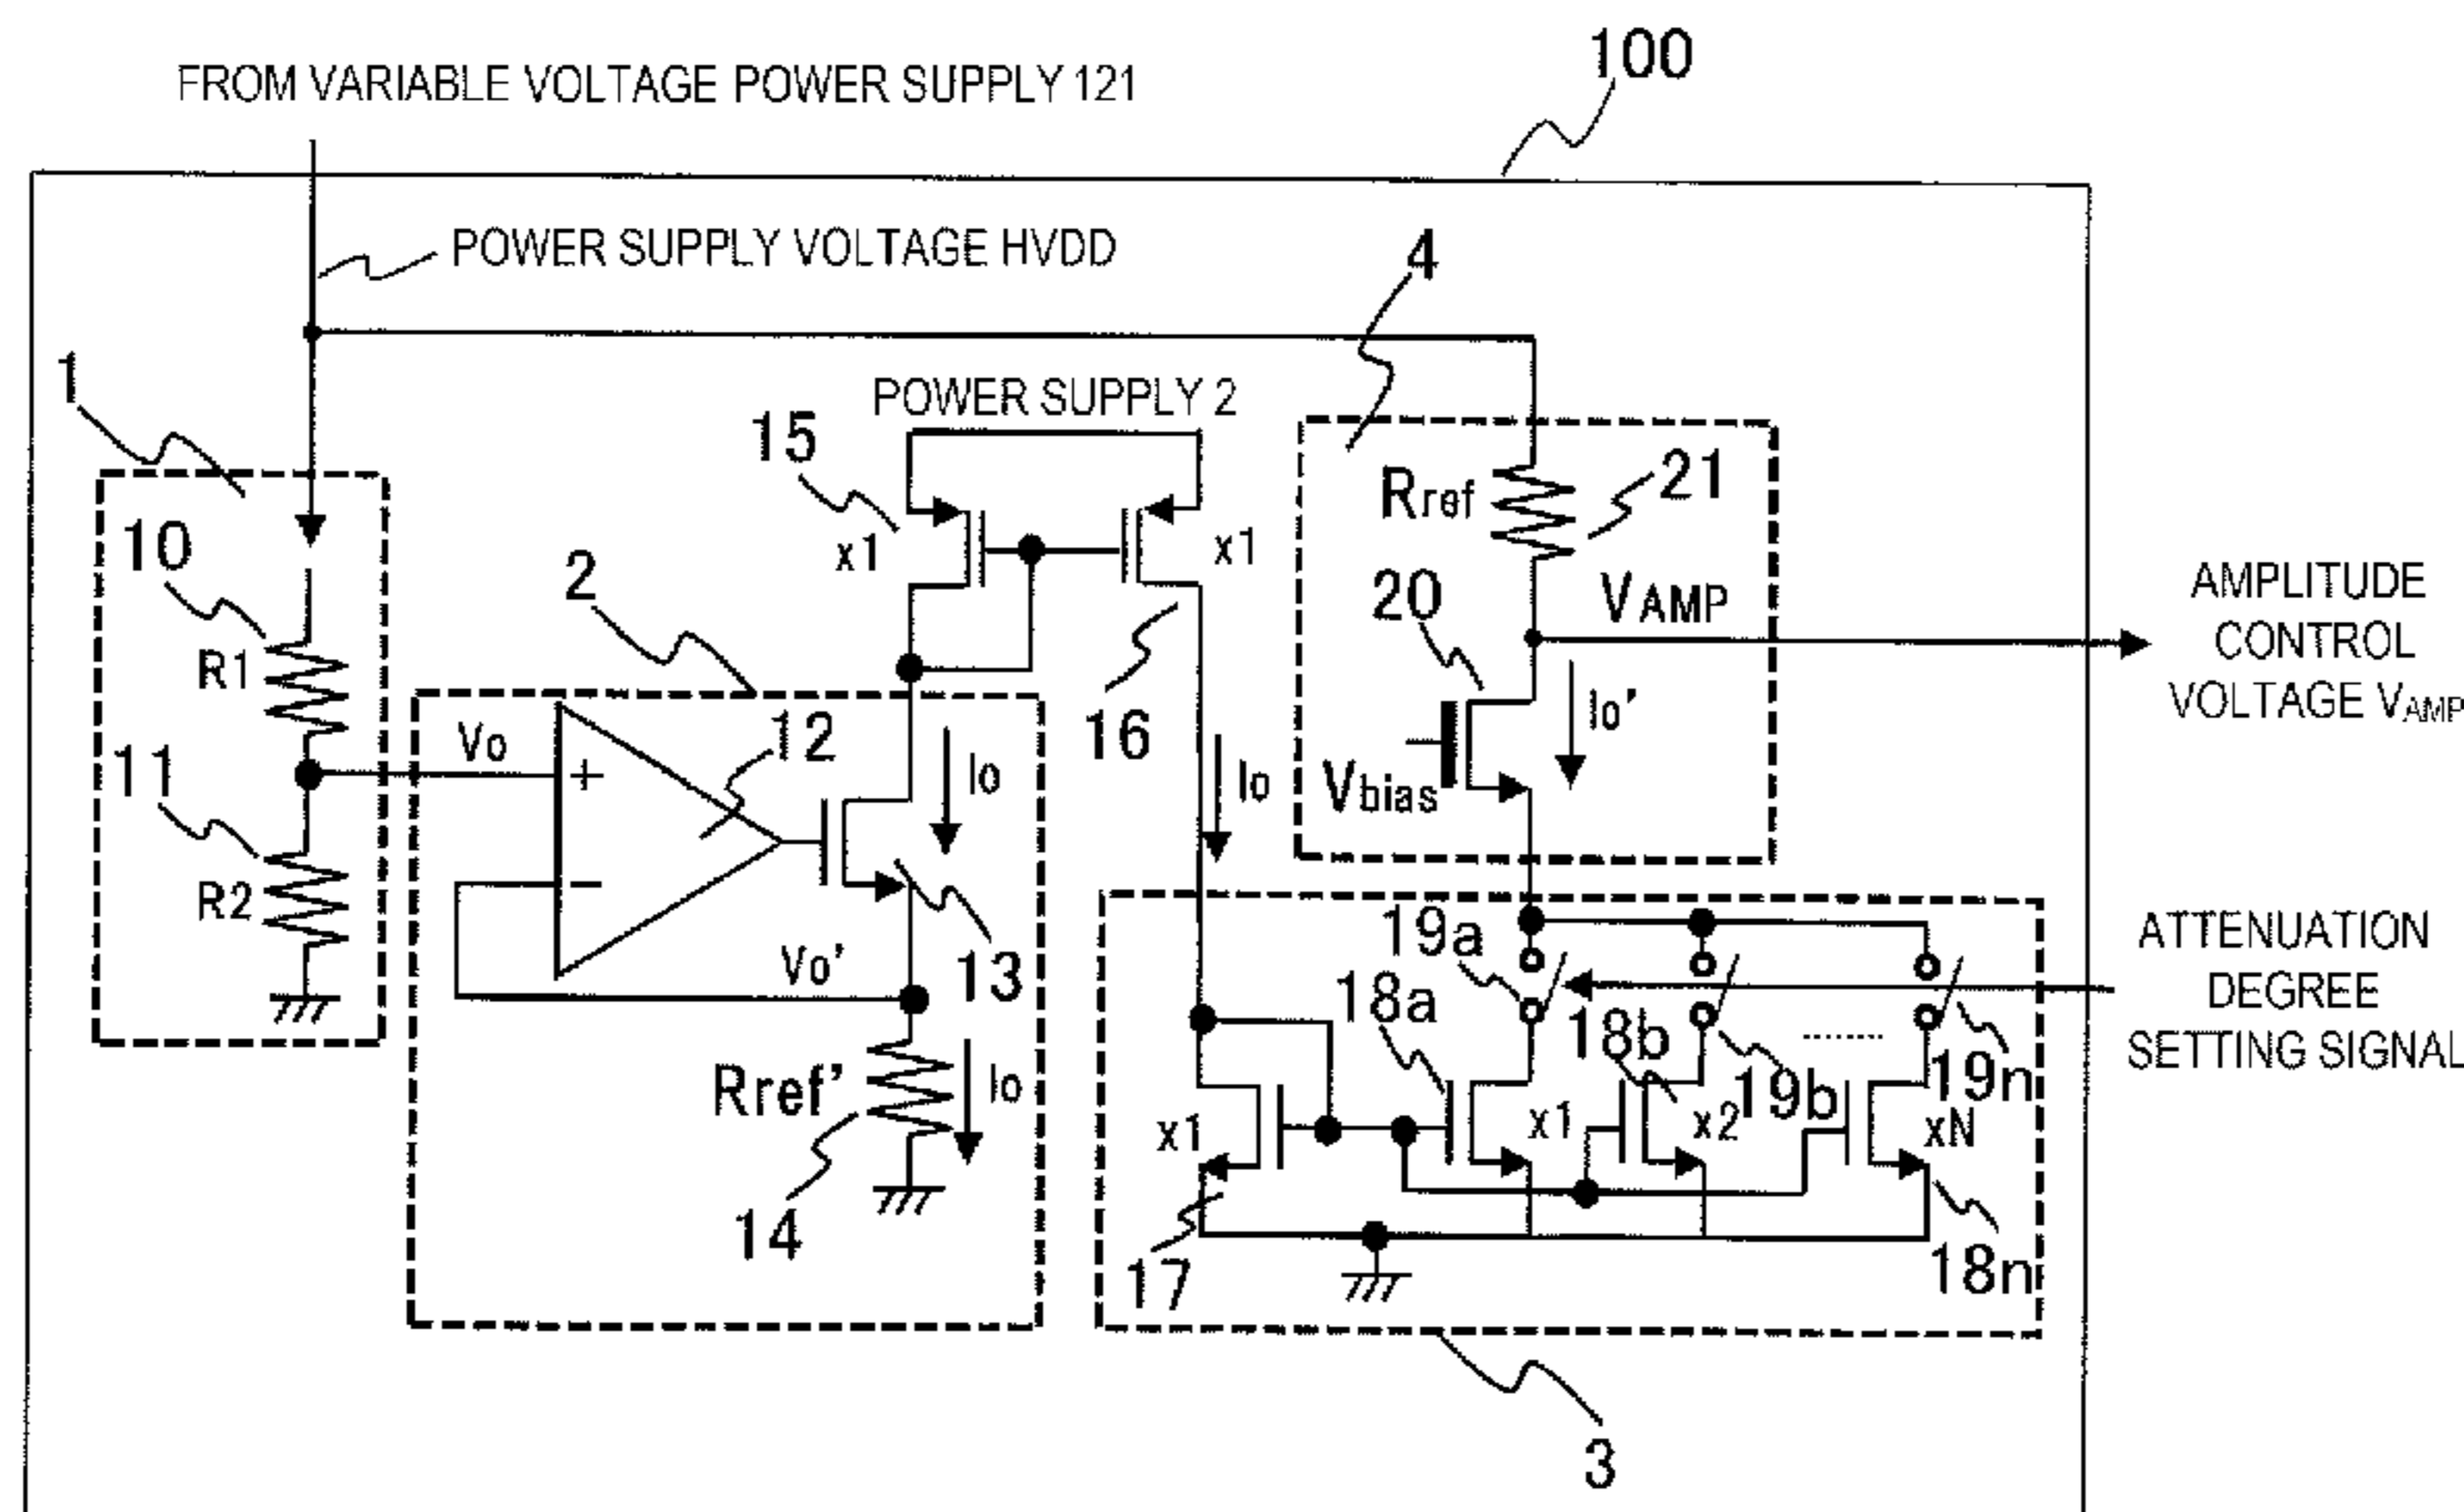 100
FROM VARIABLE VOLTAGE POWER SUPPLY 121
POWER SUPPLY VOLTAGE HVDD
4
POWER SUPPLY 2
1
15
x1
x1
Rref
21
10
R1
2
16
20
VAMP
AMPLITUDE
CONTROL
VOLTAGE VAMP
Io'
Vbias
11
R2
Vo
+
−
12
Io
Io
Vo'
13
Rref'
Io
14
19a
18a
18b
19b
19n
ATTENUATION
DEGREE
SETTING SIGNAL
x1
x1
x2
xN
17
18n
3